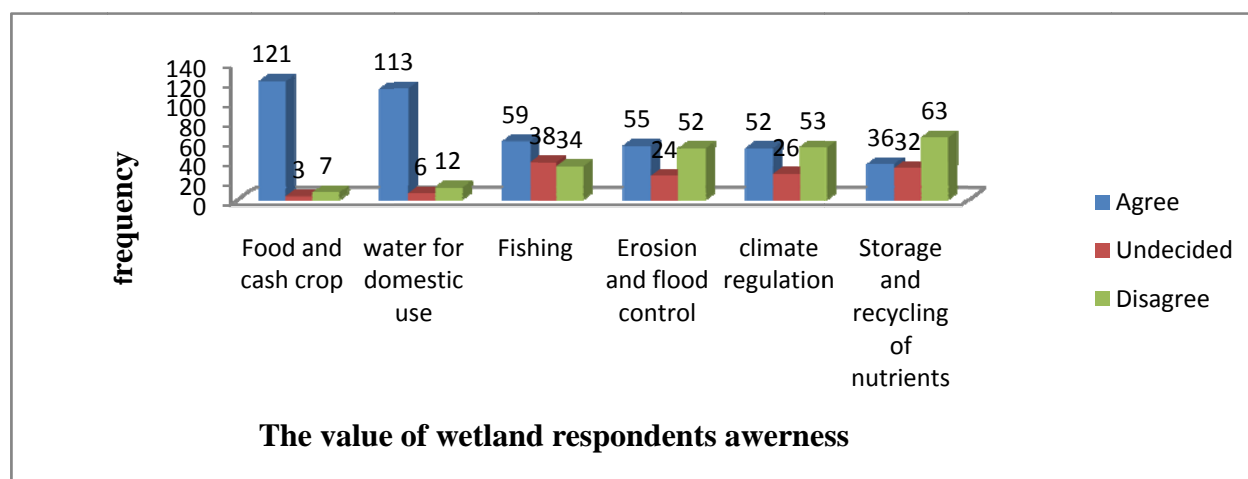 121
113
59
38
34
55
24
52
52
26
53
36
32
63
3
7
6
12
140
120
100
80
60
40
20
0
frequency
Food and
cash crop
water for
domestic
use
Fishing
Erosion
and flood
control
climate
regulation
Storage
and
recycling
of
nutrients
Agree
Undecided
Disagree
The value of wetland respondents awerness